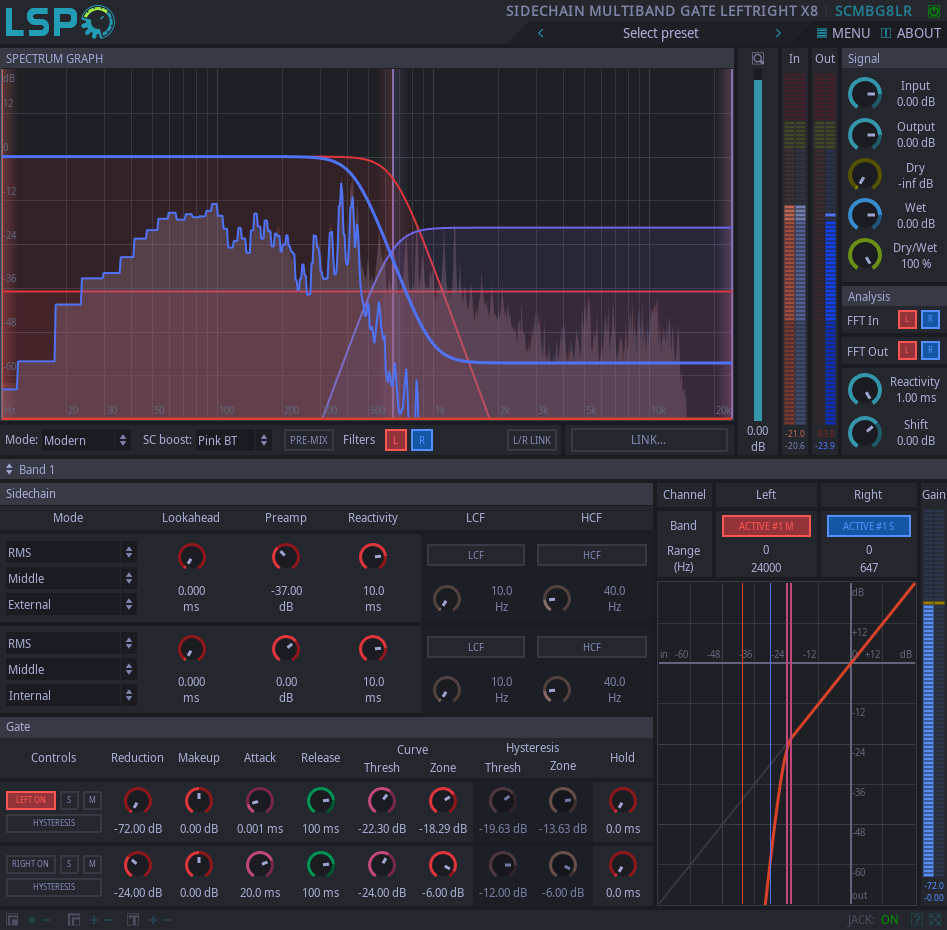 LSP
SIDECHAIN MULTIBAND GATE LEFTRIGHT X8 SCMBG8LR
Select preset
MENU ABOUT
SPECTRUM GRAPH
In Out
Signal
dB
12
0
-12
-24
-36
-48
-60
Hz 20 30 50 100 200 300 500 1k 2k 3k 5k 10k 20k
Input
0.00 dB
Output
0.00 dB
Dry
-inf dB
Wet
0.00 dB
Dry/Wet
100 %
Analysis
FFT In L R
FFT Out L R
Reactivity
1.00 ms
Shift
0.00 dB
0.00
dB
-21.0 -93.0
-20.6 -23.9
Mode: Modern SC boost: Pink BT PRE-MIX Filters L R L/R LINK LINK...
Band 1
Sidechain
Mode Lookahead Preamp Reactivity LCF HCF
RMS
Middle
External
0.000
ms
-37.00
dB
10.0
ms
LCF
10.0
Hz
HCF
40.0
Hz
RMS
Middle
Internal
0.000
ms
0.00
dB
10.0
ms
LCF
10.0
Hz
HCF
40.0
Hz
Channel Left Right Gain
Band ACTIVE #1 M ACTIVE #1 S
Range
(Hz)
0
24000
0
647
dB
+12
in -60 -48 -36 -24 -12 0 +12 dB
-12
-24
-36
-48
-60
out
-72.0
-0.00
Gate
Controls Reduction Makeup Attack Release Curve Hysteresis Hold
Thresh Zone Thresh Zone
LEFT ON S M
HYSTERESIS
-72.00 dB 0.00 dB 0.001 ms 100 ms -22.30 dB -18.29 dB -19.63 dB -13.63 dB 0.0 ms
RIGHT ON S M
HYSTERESIS
-24.00 dB 0.00 dB 20.0 ms 100 ms -24.00 dB -6.00 dB -12.00 dB -6.00 dB 0.0 ms
JACK: ON ?